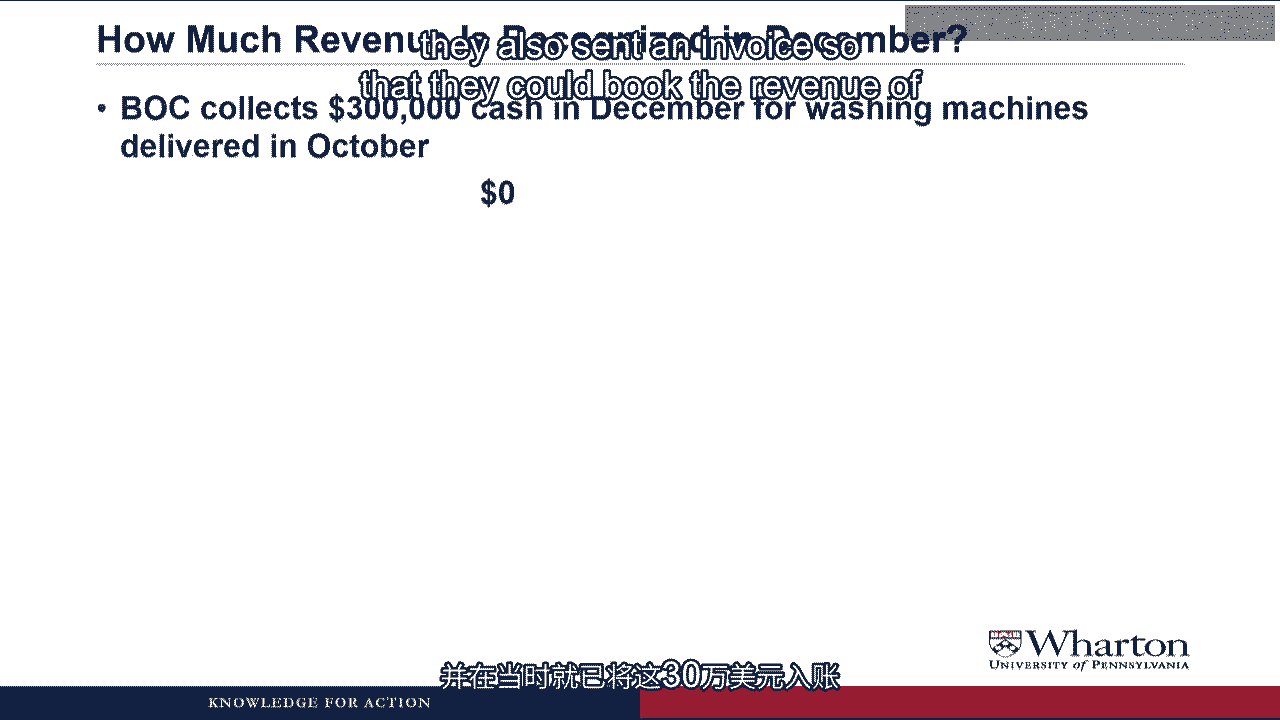 How Much Revenue Is Recognized in December?
they also sent an invoice so
that they could book the revenue of
• BOC collects $300,000 cash in December for washing machines
delivered in October
$0
Wharton
UNIVERSITY of PENNSYLVANIA
并在当时就已将这30万美元入账
KNOWLEDGE FOR ACTION